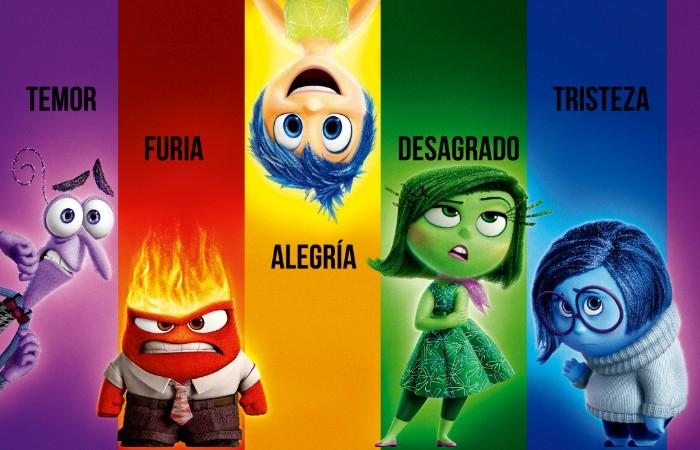 TEMOR
FURIA
ALEGRÍA
DESAGRADO
TRISTEZA